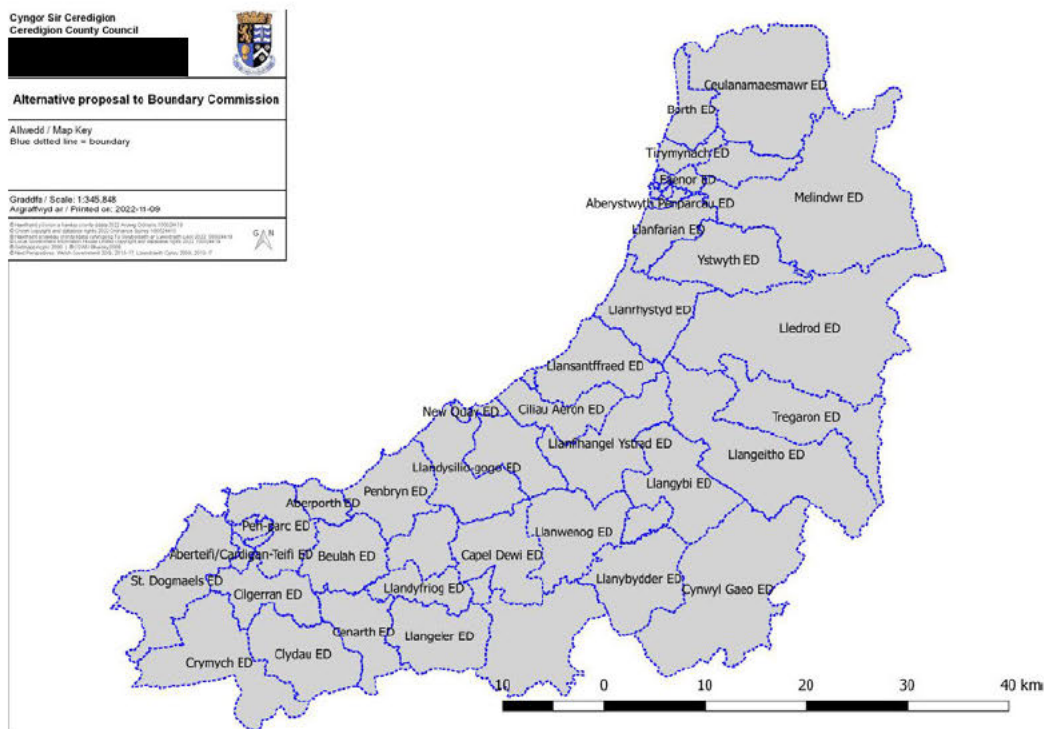 Cyngor Sir Ceredigion
Ceredigion County Council
Alternative proposal to Boundary Commission
Allwedd / Map Key
Blue dotted line = boundary
Graddfa / Scale: 1:345,848
Argraffwyd ar / Printed on: 2022-11-09
G N
Ceulanamaesmawr ED
Borth ED
Tirymynach ED
Faenor ED
Melindwr ED
Aberystwyth Penparcau ED
Llanfarian ED
Ystwyth ED
Llanrhystyd ED
Lledrod ED
Llansantffraed ED
New Quay ED
Ciliau Aeron ED
Tregaron ED
Llanfihangel Ystrad ED
Llangeitho ED
Llandysilio-gogo ED
Llangybi ED
Penbryn ED
Aberporth ED
Pen-parc ED
Llanwenog ED
Aberteifi/Cardigan-Teifi ED
Beulah ED
Capel Dewi ED
St. Dogmaels ED
Cilgerran ED
Llandyfriog ED
Llanybydder ED
Cynwyl Gaeo ED
Cenarth ED
Llangeler ED
Clydau ED
Crymych ED
10 0 10 20 30 40 km